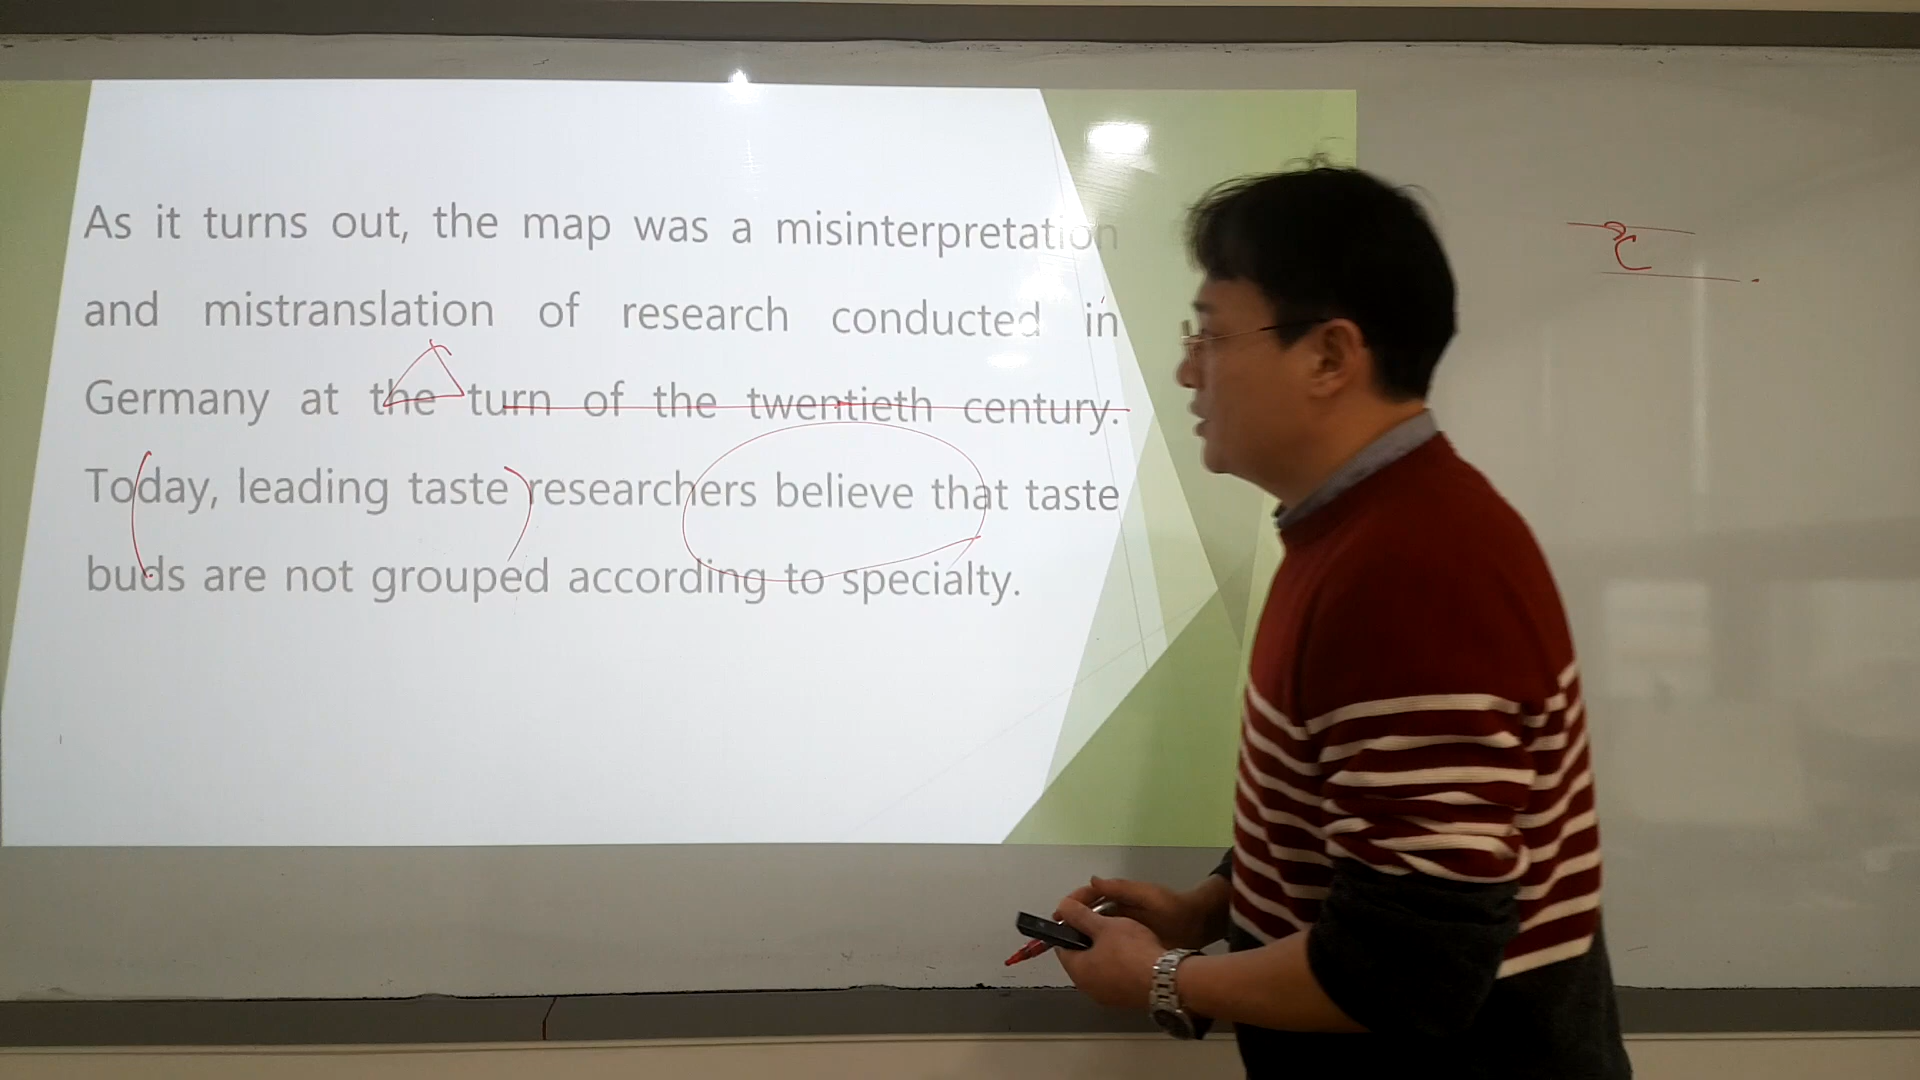 As it turns out, the map was a misinterpretation
and mistranslation of research conducted in
Germany at the turn of the twentieth century.
Today, leading taste researchers believe that taste
buds are not grouped according to specialty.